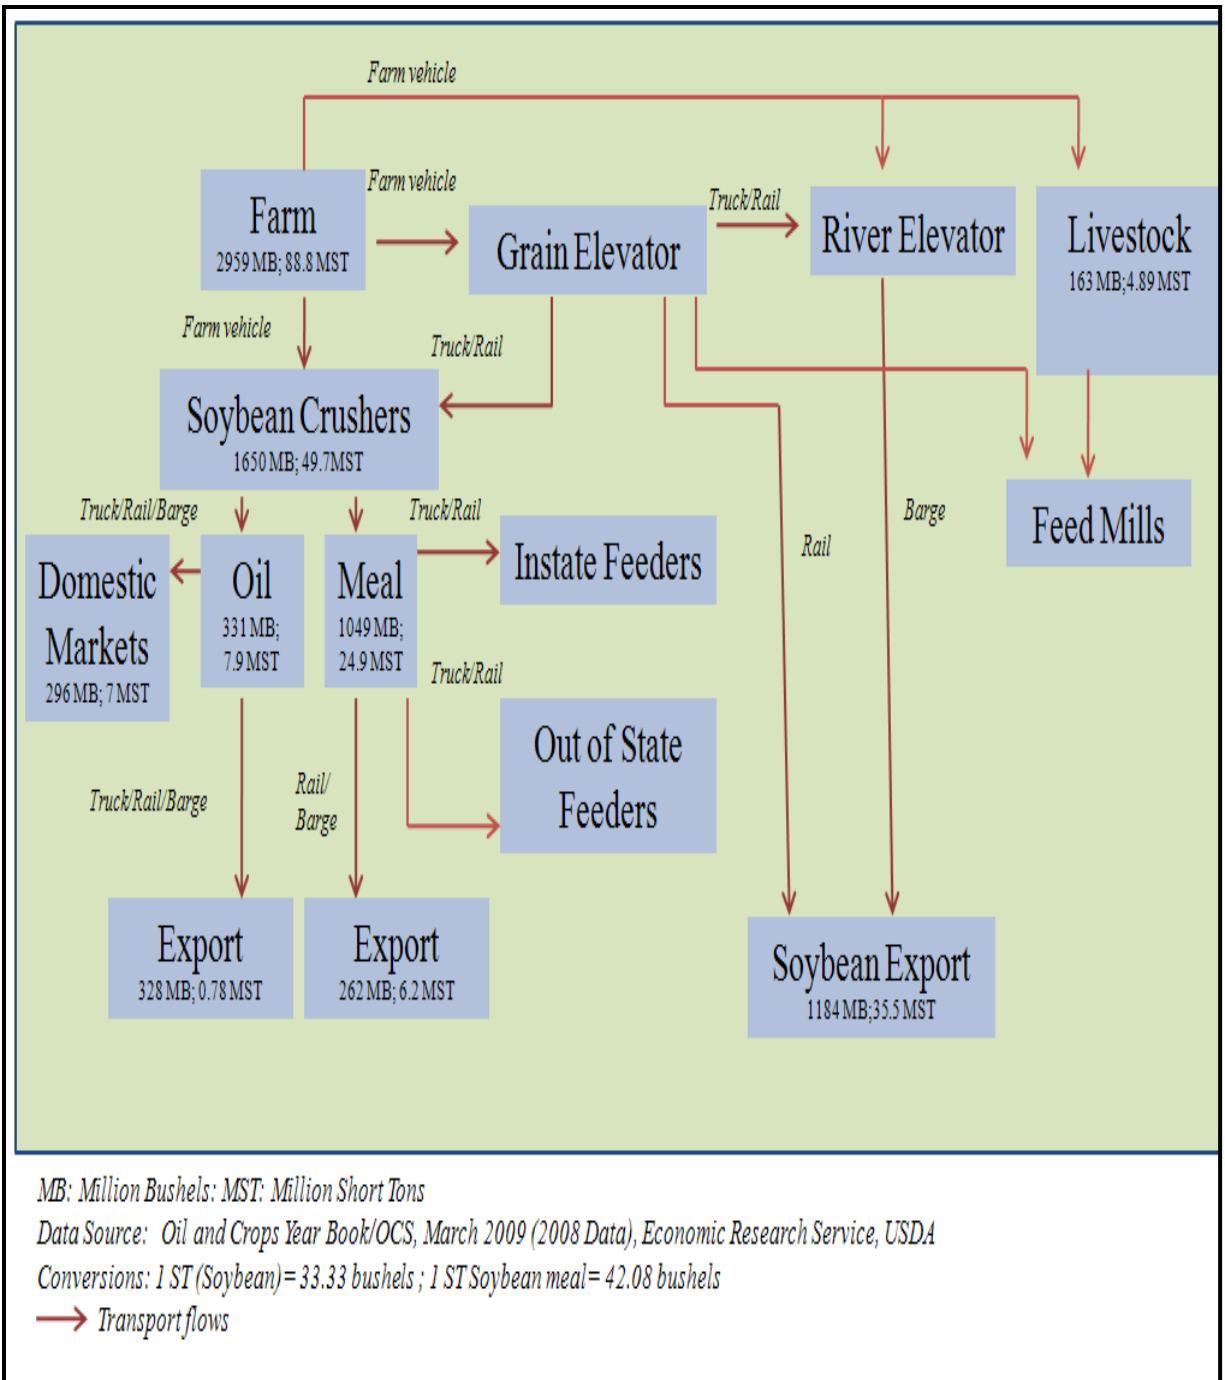 Farm vehicle
Farm vehicle
Truck/Rail
Farm
2959 MB; 88.8 MST
Grain Elevator
River Elevator
Livestock
163 MB;4.89 MST
Farm vehicle
Truck/Rail
Soybean Crushers
1650 MB; 49.7MST
Truck/Rail/Barge
Truck/Rail
Barge
Feed Mills
Rail
Domestic
Markets
296 MB; 7 MST
Oil
331 MB;
7.9 MST
Meal
1049 MB;
24.9 MST
Instate Feeders
Truck/Rail
Out of State
Feeders
Truck/Rail/Barge
Rail/
Barge
Export
328 MB; 0.78 MST
Export
262 MB; 6.2 MST
Soybean Export
1184 MB;35.5 MST
MB: Million Bushels: MST: Million Short Tons
Data Source: Oil and Crops Year Book/OCS, March 2009 (2008 Data), Economic Research Service, USDA
Conversions: 1 ST (Soybean) = 33.33 bushels ; 1 ST Soybean meal = 42.08 bushels
Transport flows